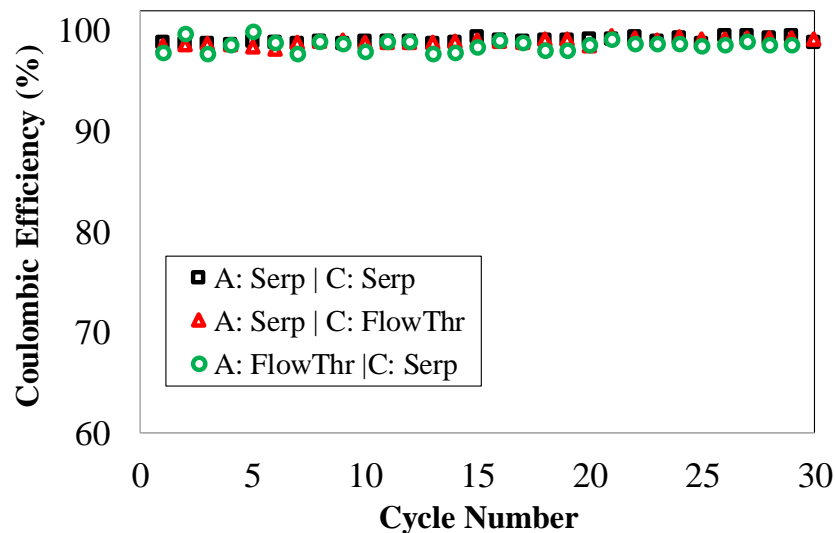 Coulombic Efficiency (%)
100
90
80
70
60
A: Serp | C: Serp
A: Serp | C: FlowThr
A: FlowThr |C: Serp
0 5 10 15 20 25 30
Cycle Number